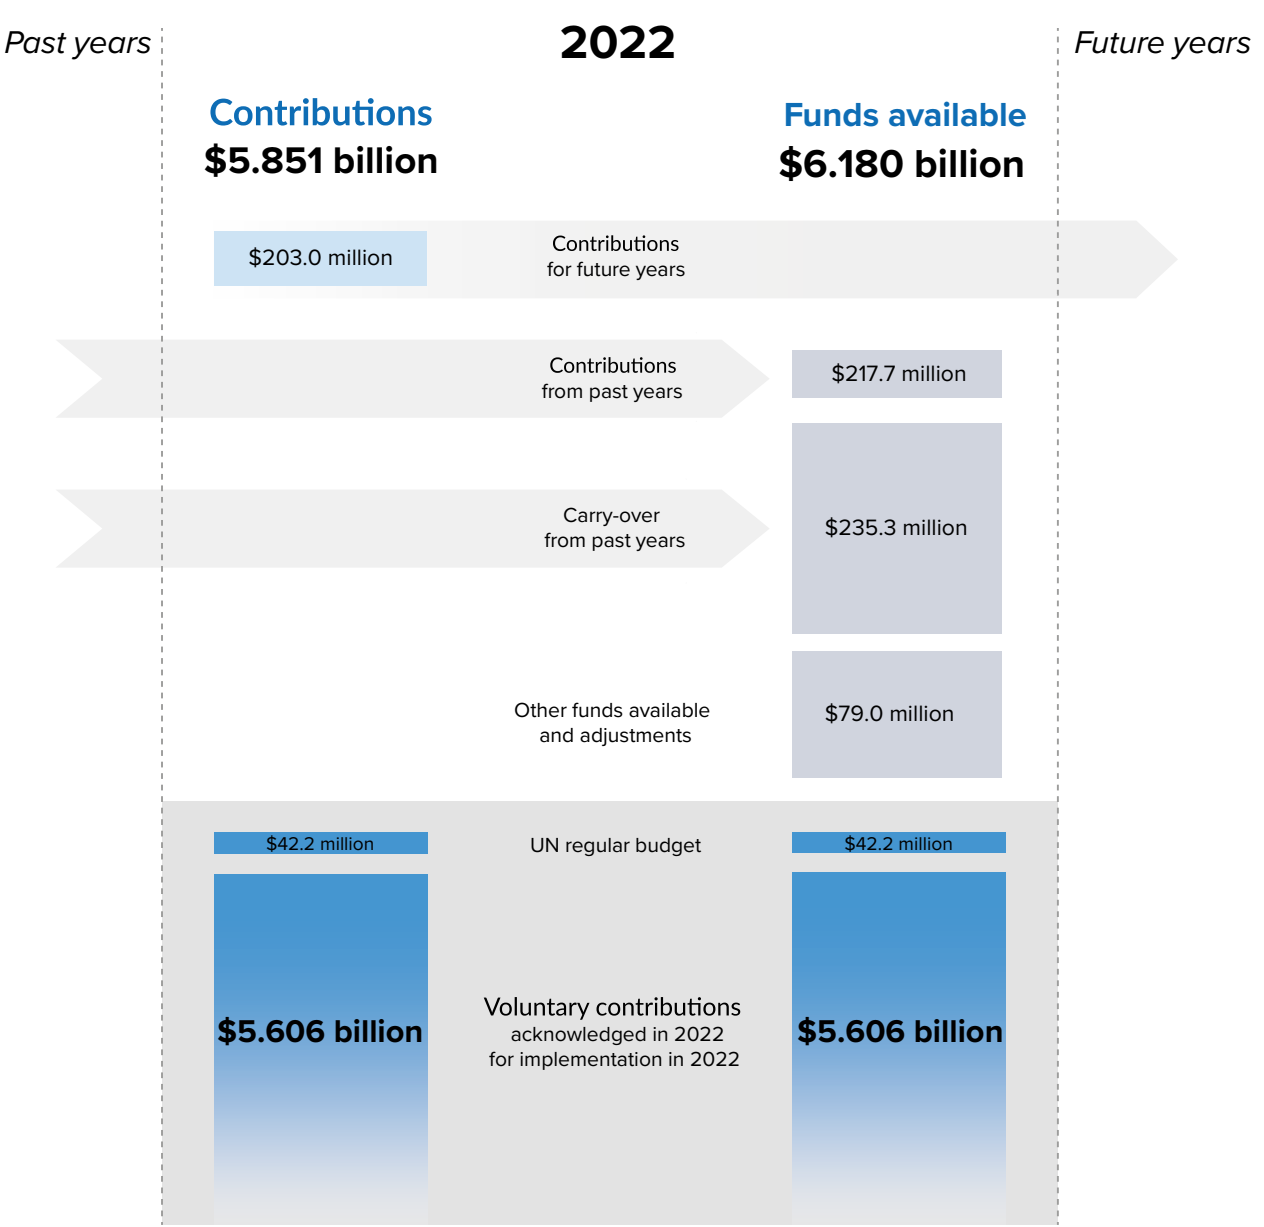 Past years
2022
Future years
Contributions
$5.851 billion
Funds available
$6.180 billion
$203.0 million
Contributions
for future years
Contributions
from past years
$217.7 million
Carry-over
from past years
$235.3 million
Other funds available
and adjustments
$79.0 million
$42.2 million
UN regular budget
$42.2 million
$5.606 billion
Voluntary contributions
acknowledged in 2022
for implementation in 2022
$5.606 billion